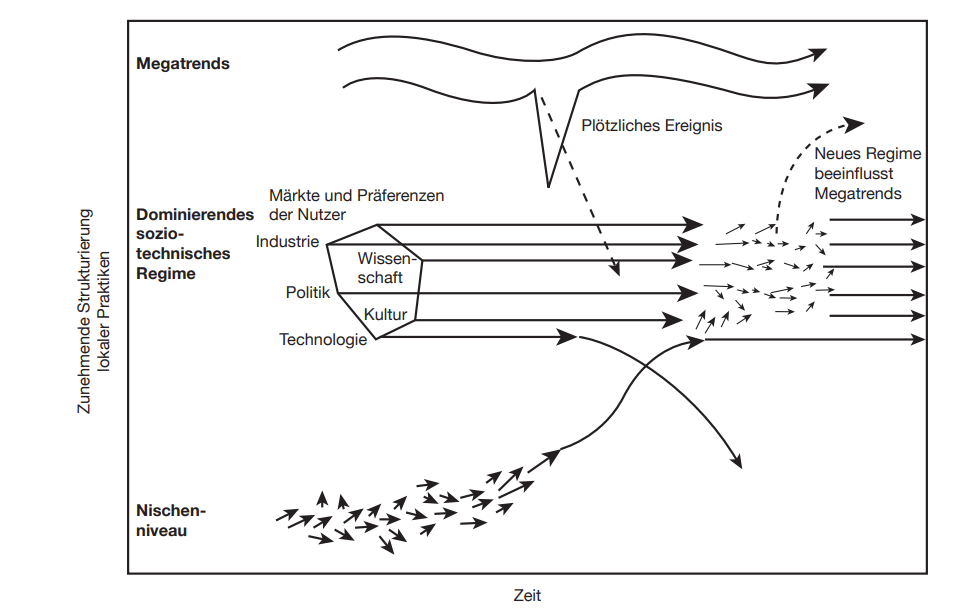 Megatrends
Plötzliches Ereignis
Neues Regime
beeinflusst
Megatrends
Märkte und Präferenzen
der Nutzer
Dominierendes
sozio-
technisches
Regime
Industrie
Wissen-
schaft
Politik
Kultur
Technologie
Zunehmende Strukturierung
lokaler Praktiken
Nischen-
niveau
Zeit